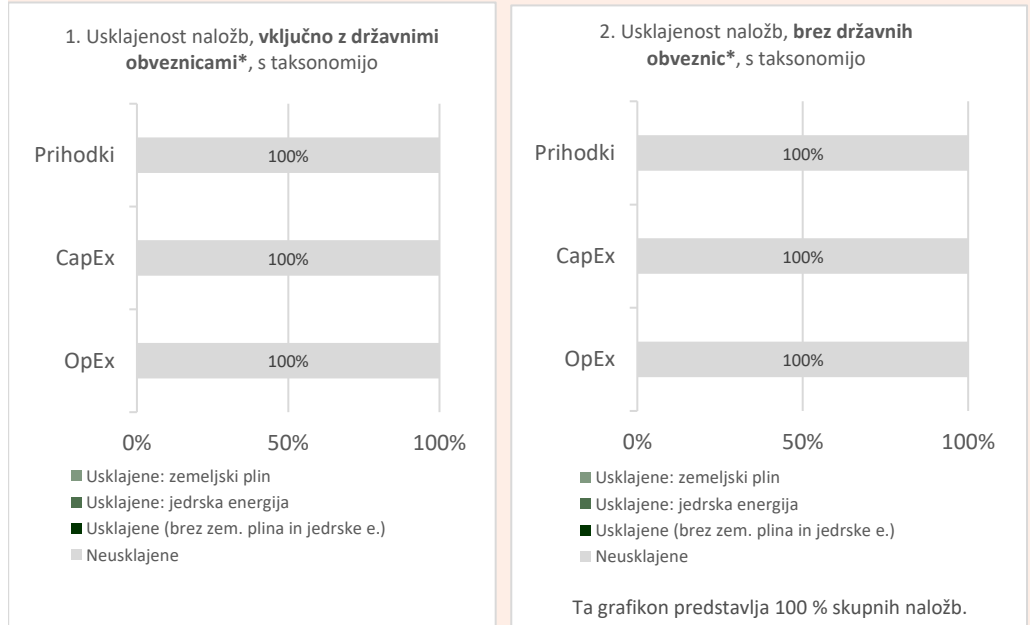 1. Usklajenost naložb, vključno z državnimi
obveznicami*, s taksonomijo
Prihodki
100%
CapEx
100%
OpEx
100%
0%
50%
100%
Usklajene: zemeljski plin
Usklajene: jedrska energija
Usklajene (brez zem. plina in jedrske e.)
Neusklajene
2. Usklajenost naložb, brez državnih
obveznic*, s taksonomijo
Prihodki
100%
CapEx
100%
OpEx
100%
0%
50%
100%
Usklajene: zemeljski plin
Usklajene: jedrska energija
Usklajene (brez zem. plina in jedrske e.)
Neusklajene
Ta grafikon predstavlja 100 % skupnih naložb.